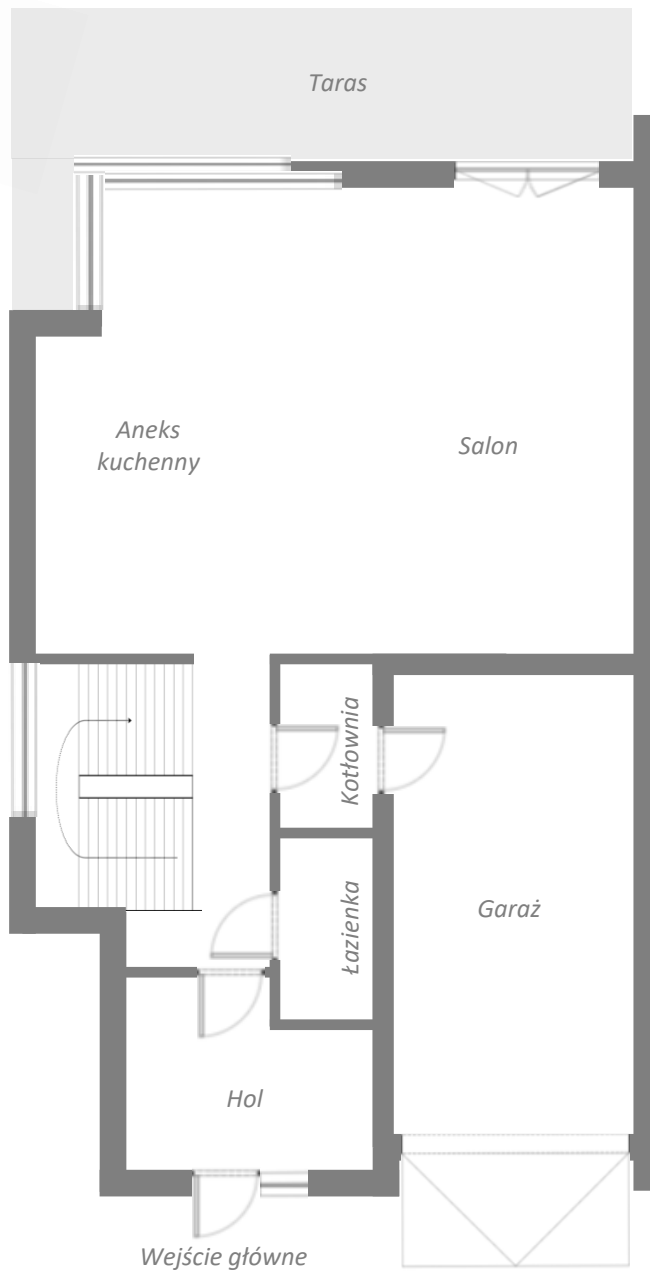 Taras
Aneks
kuchenny
Salon
Kotłownia
Łazienka
Garaż
Hol
Wejście główne